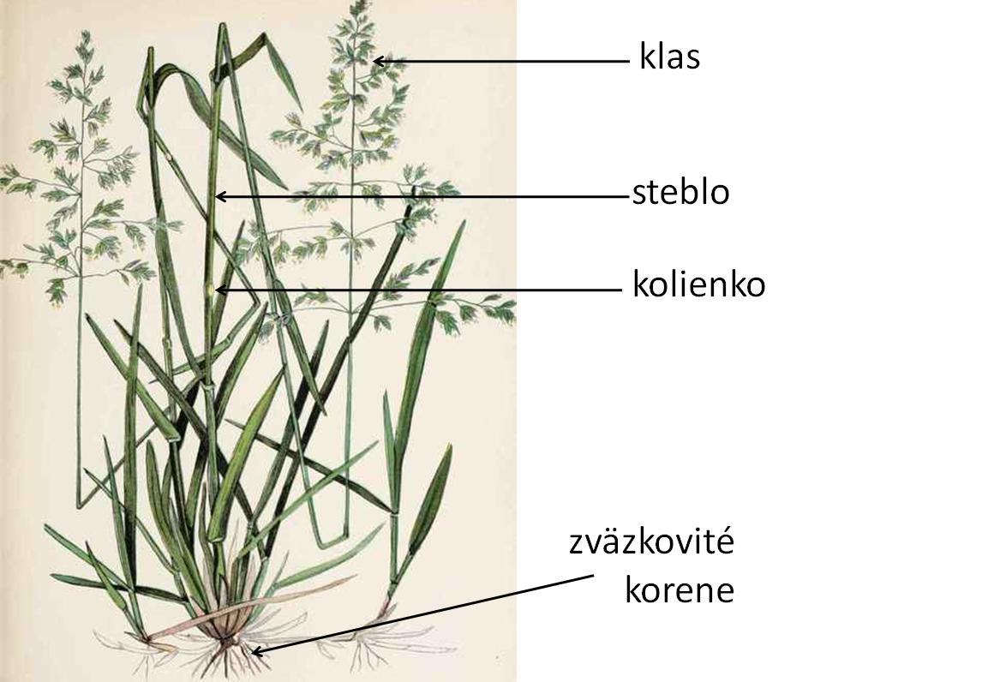 klas
steblo
kolienko
zväzkovité
korene